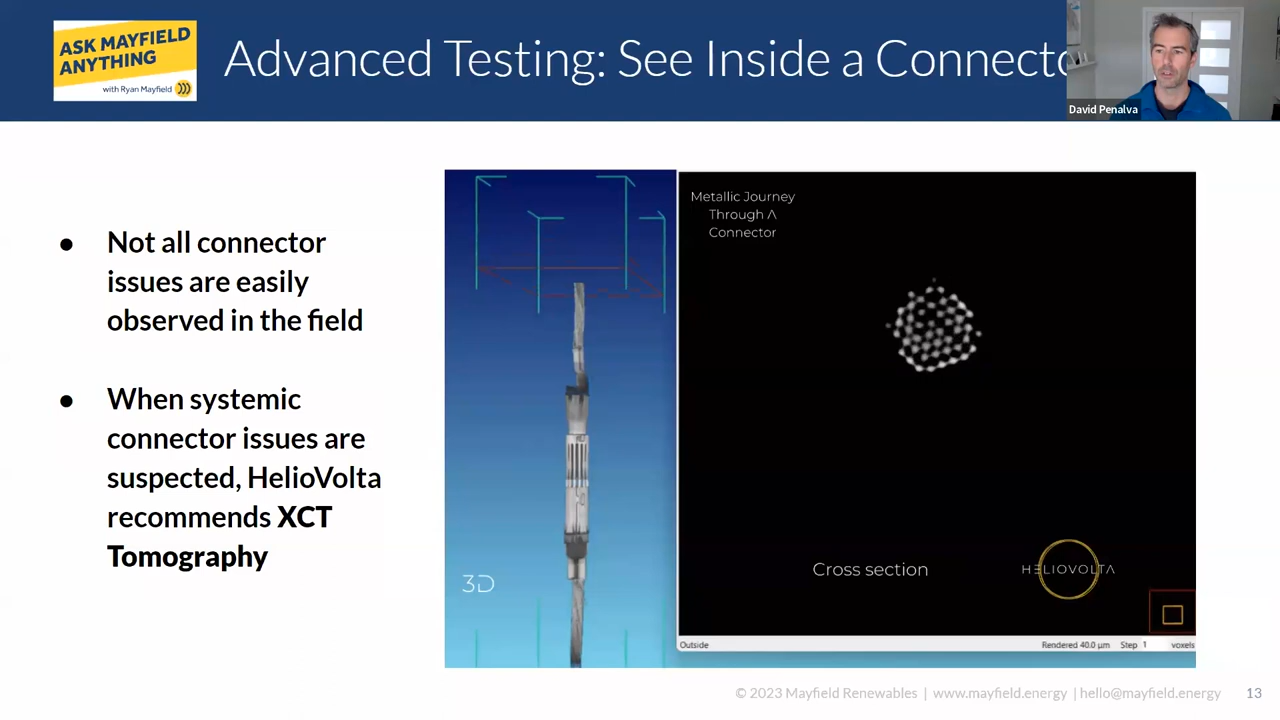 ASK MAYFIELD
ANYTHING
with Ryan Mayfield
Advanced Testing: See Inside a Connecto
David Penalva
● Not all connector
issues are easily
observed in the field
● When systemic
connector issues are
suspected, HelioVolta
recommends XCT
Tomography
3D
Metallic Journey
Through Λ
Connector
Cross section
HΞLIOVOLTΛ
Outside
Rendered 40.0 µm Step 1 voxels
© 2023 Mayfield Renewables | www.mayfield.energy | hello@mayfield.energy 13